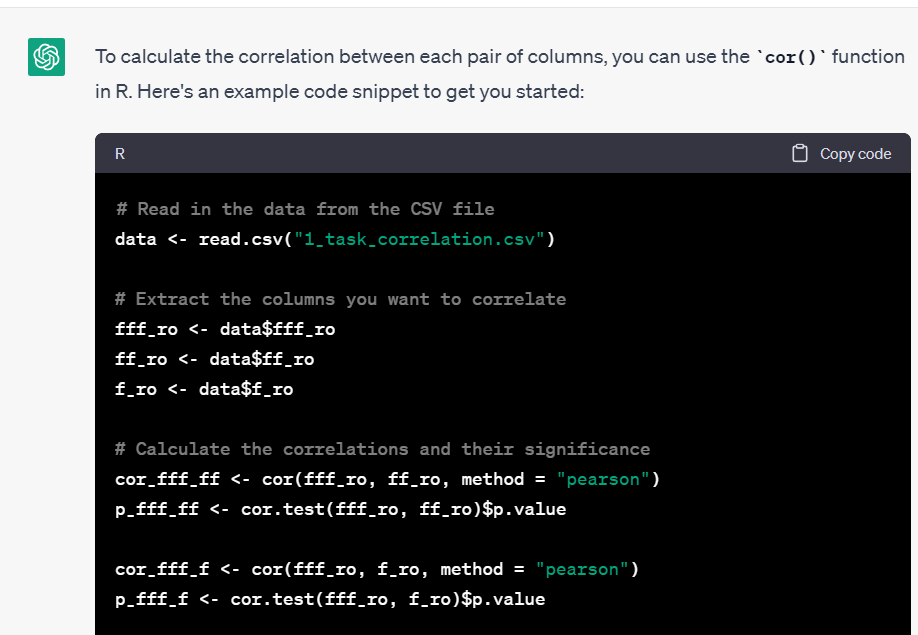 To calculate the correlation between each pair of columns, you can use the `cor()` function
in R. Here's an example code snippet to get you started:
R Copy code
# Read in the data from the CSV file
data <- read.csv("1_task_correlation.csv")
# Extract the columns you want to correlate
fff_ro <- data$fff_ro
ff_ro <- data$ff_ro
f_ro <- data$f_ro
# Calculate the correlations and their significance
cor_fff_ff <- cor(fff_ro, ff_ro, method = "pearson")
p_fff_ff <- cor.test(fff_ro, ff_ro)$p.value
cor_fff_f <- cor(fff_ro, f_ro, method = "pearson")
p_fff_f <- cor.test(fff_ro, f_ro)$p.value